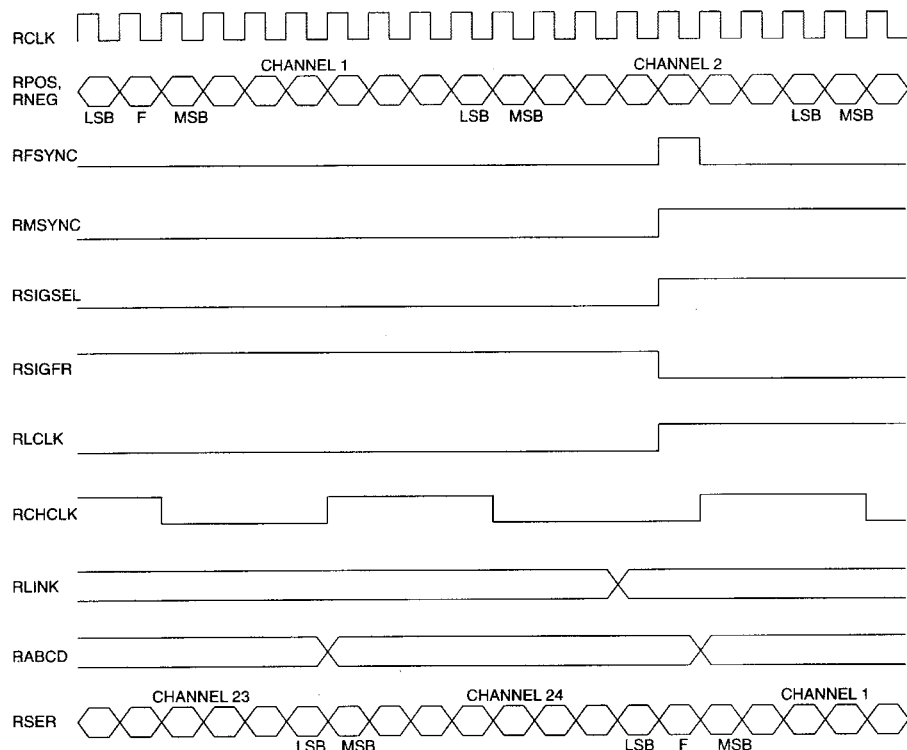 RCLK
CHANNEL 1 CHANNEL 2
RPOS,
RNEG
LSB F MSB LSB MSB LSB MSB
RFSYNC
RMSYNC
RSIGSEL
RSIGFR
RLCLK
RCHCLK
RLINK
RABCD
CHANNEL 23 CHANNEL 24 CHANNEL 1
RSER
LSB MSB LSB F MSB